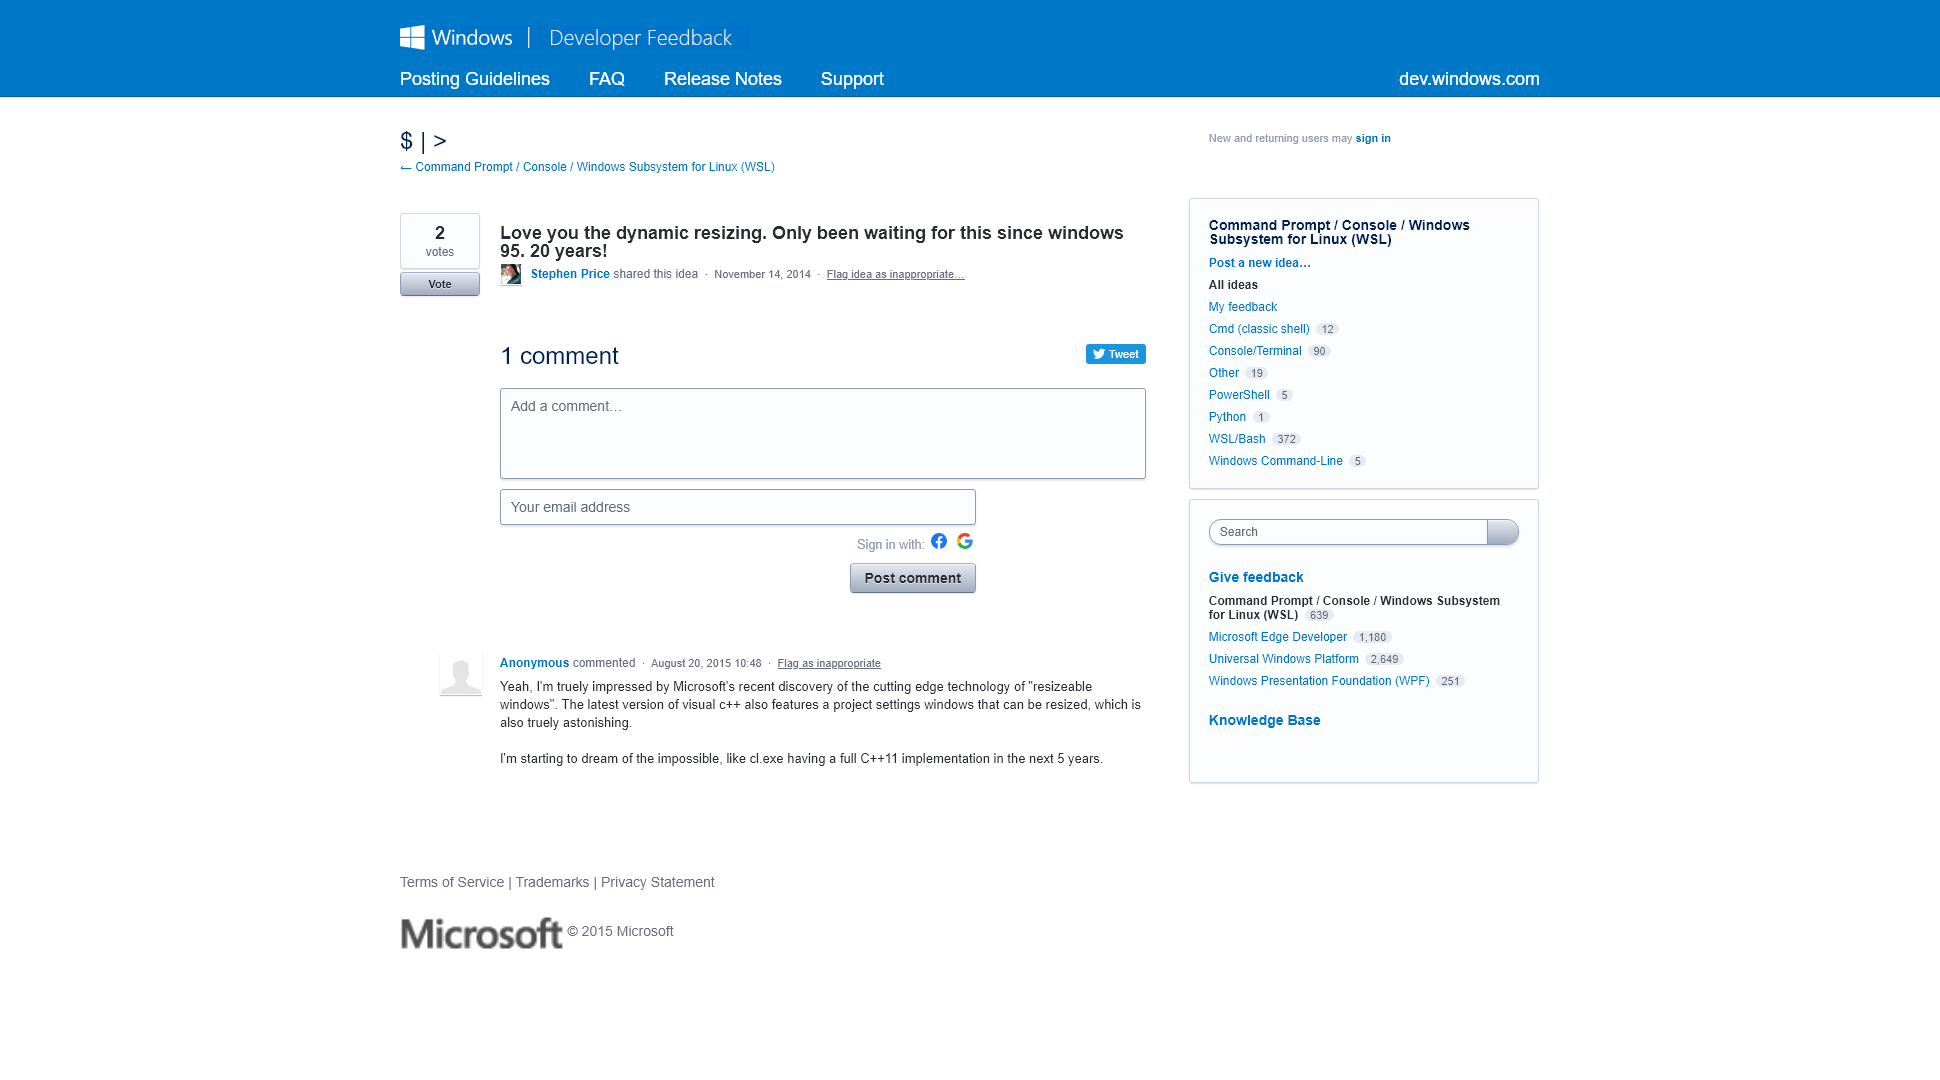 Windows | Developer Feedback
Posting Guidelines FAQ Release Notes Support dev.windows.com
$ | >
New and returning users may sign in
← Command Prompt / Console / Windows Subsystem for Linux (WSL)
2
votes
Vote
Love you the dynamic resizing. Only been waiting for this since windows
95. 20 years!
Stephen Price shared this idea · November 14, 2014 · Flag idea as inappropriate…
1 comment
Tweet
Add a comment…
Your email address
Sign in with:
Post comment
Anonymous commented · August 20, 2015 10:48 · Flag as inappropriate
Yeah, I'm truely impressed by Microsoft's recent discovery of the cutting edge technology of "resizeable
windows". The latest version of visual c++ also features a project settings windows that can be resized, which is
also truely astonishing.
I'm starting to dream of the impossible, like cl.exe having a full C++11 implementation in the next 5 years.
Command Prompt / Console / Windows
Subsystem for Linux (WSL)
Post a new idea…
All ideas
My feedback
Cmd (classic shell) 12
Console/Terminal 90
Other 19
PowerShell 5
Python 1
WSL/Bash 372
Windows Command-Line 5
Search
Give feedback
Command Prompt / Console / Windows Subsystem
for Linux (WSL) 639
Microsoft Edge Developer 1,180
Universal Windows Platform 2,649
Windows Presentation Foundation (WPF) 251
Knowledge Base
Terms of Service | Trademarks | Privacy Statement
Microsoft © 2015 Microsoft